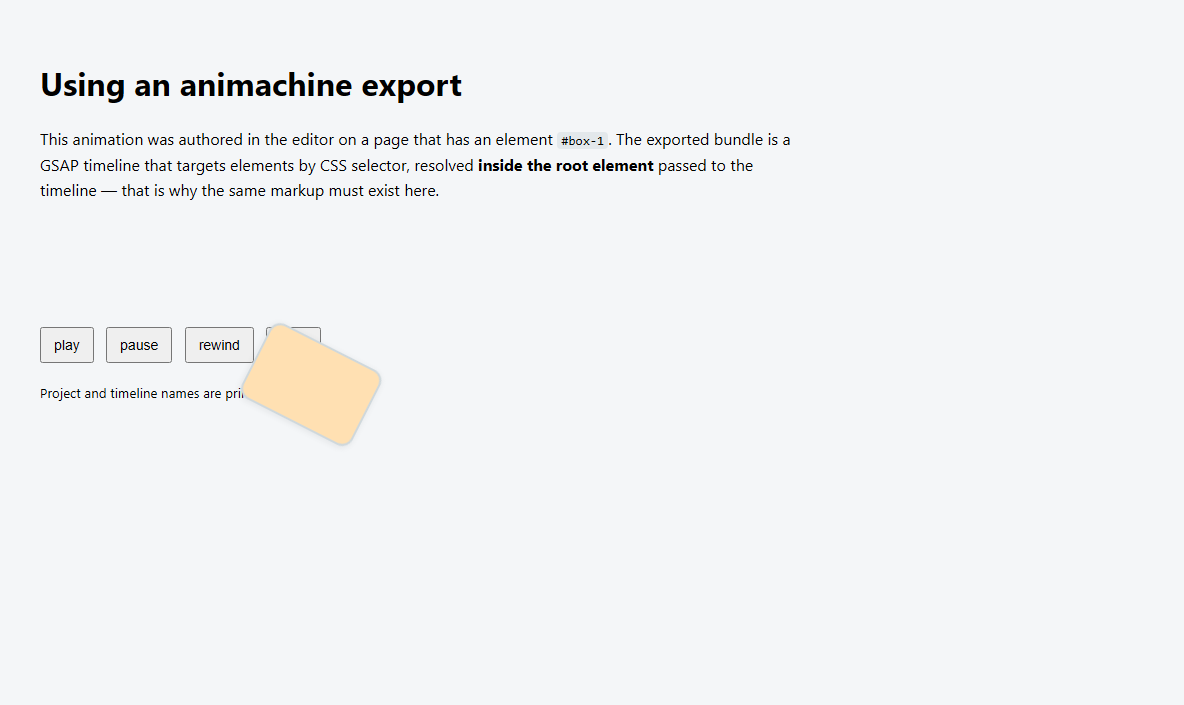 Using an animachine export
This animation was authored in the editor on a page that has an element #box-1. The exported bundle is a
GSAP timeline that targets elements by CSS selector, resolved inside the root element passed to the
timeline — that is why the same markup must exist here.
play pause rewind
Project and timeline names are